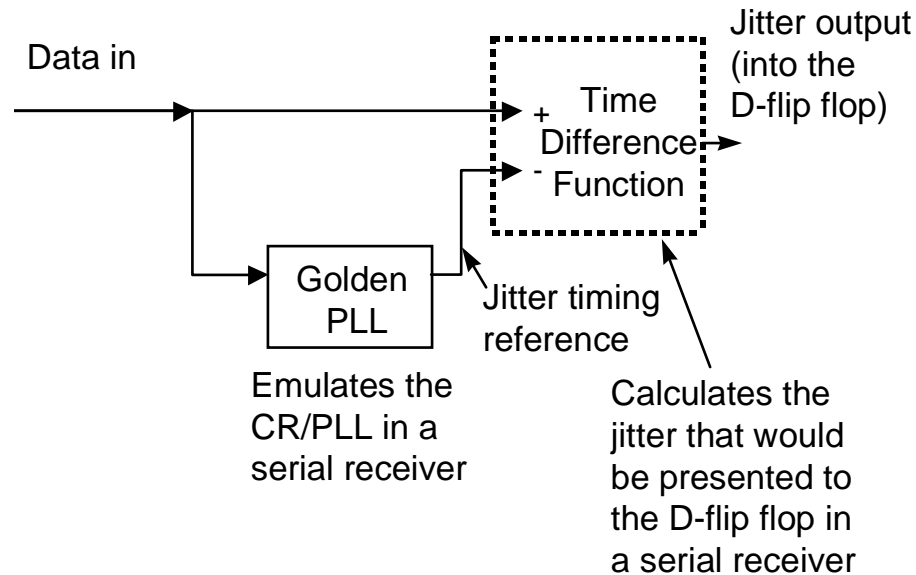 Data in
Jitter output
(into the
D-flip flop)
+
-
Time
Difference
Function
Golden
PLL
Jitter timing
reference
Emulates the
CR/PLL in a
serial receiver
Calculates the
jitter that would
be presented to
the D-flip flop in
a serial receiver